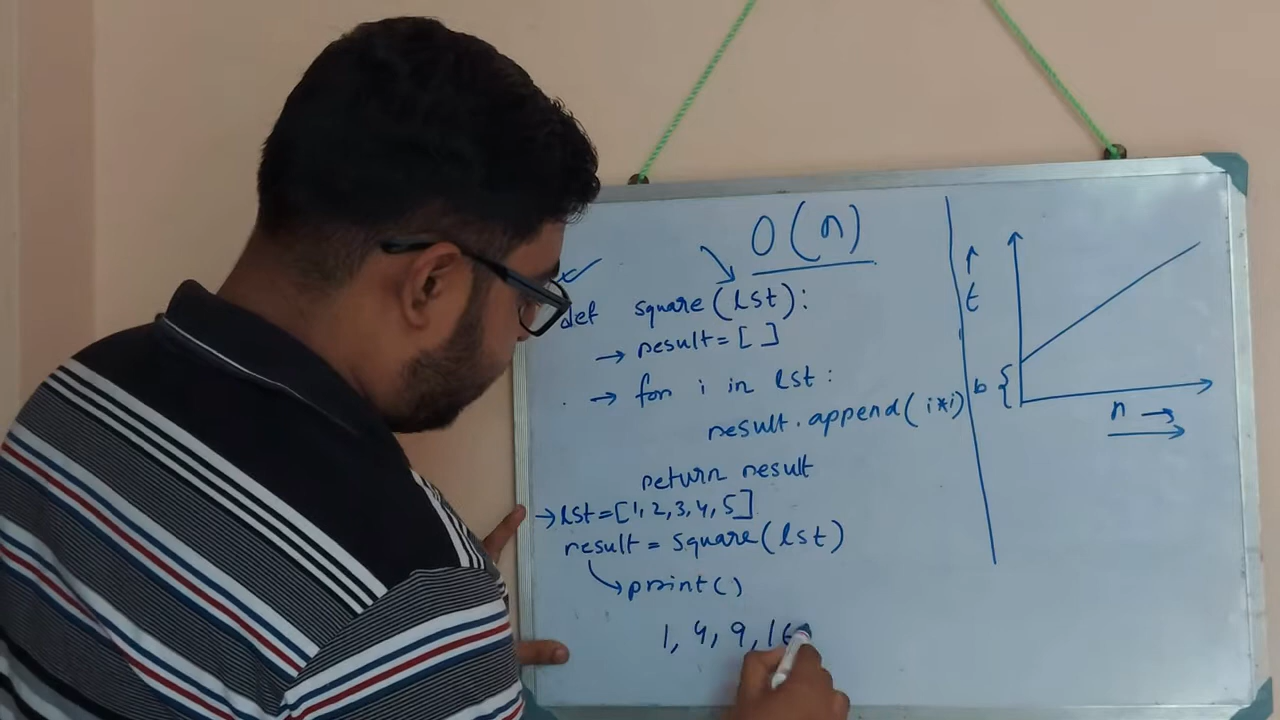 O(n)
def square(lst):
→ result=[ ]
→ for i in lst:
result.append(i*i)
return result
→ lst=[1,2,3,4,5]
result = square(lst)
print()
1, 4, 9, 16
↑
t
b {
n →